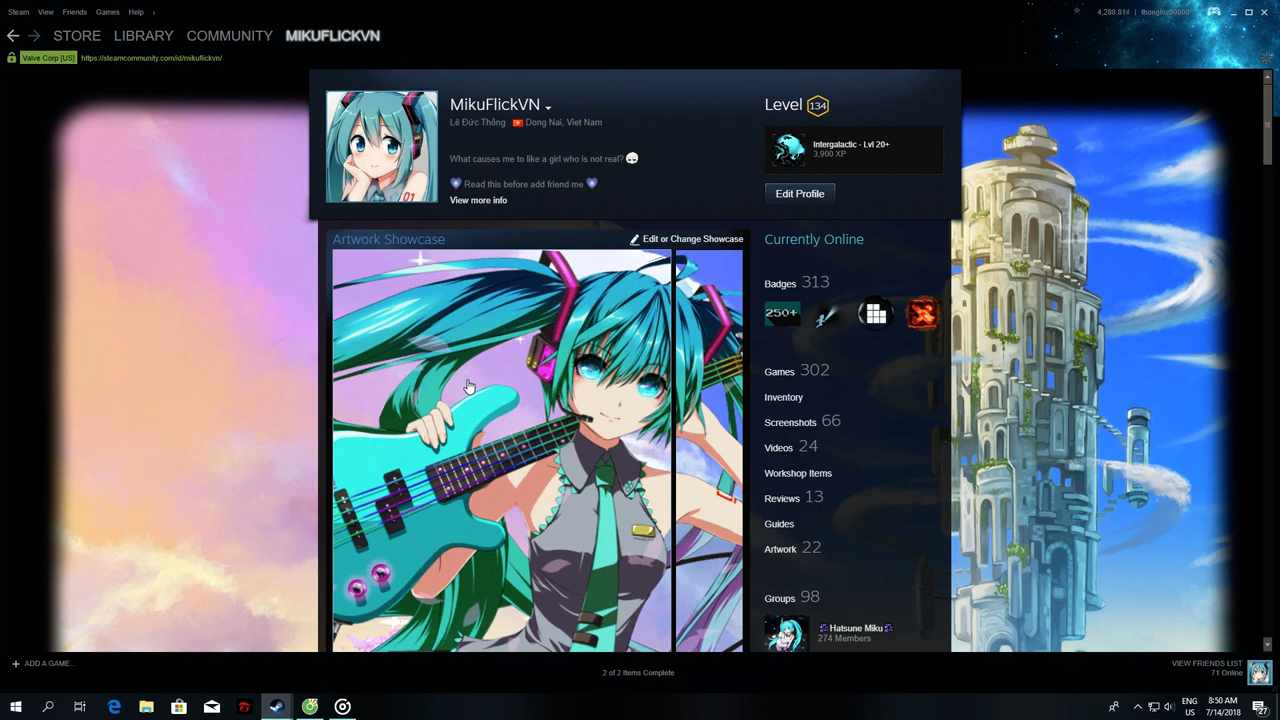 Steam View Friends Games Help
4,280.81₫ thongloz60000
STORE LIBRARY COMMUNITY MIKUFLICKVN
Valve Corp [US] https://steamcommunity.com/id/mikuflickvn/
MikuFlickVN
Lê Đức Thông Dong Nai, Viet Nam
What causes me to like a girl who is not real?
Read this before add friend me
View more info
Level 134
Intergalactic - Lvl 20+
3,900 XP
Edit Profile
Artwork Showcase
Edit or Change Showcase
01
Currently Online
Badges 313
250+
Games 302
Inventory
Screenshots 66
Videos 24
Workshop Items
Reviews 13
Guides
Artwork 22
Groups 98
Hatsune Miku
274 Members
ADD A GAME...
2 of 2 Items Complete
VIEW FRIENDS LIST
71 Online
ENG
US
8:50 AM
7/14/2018
27